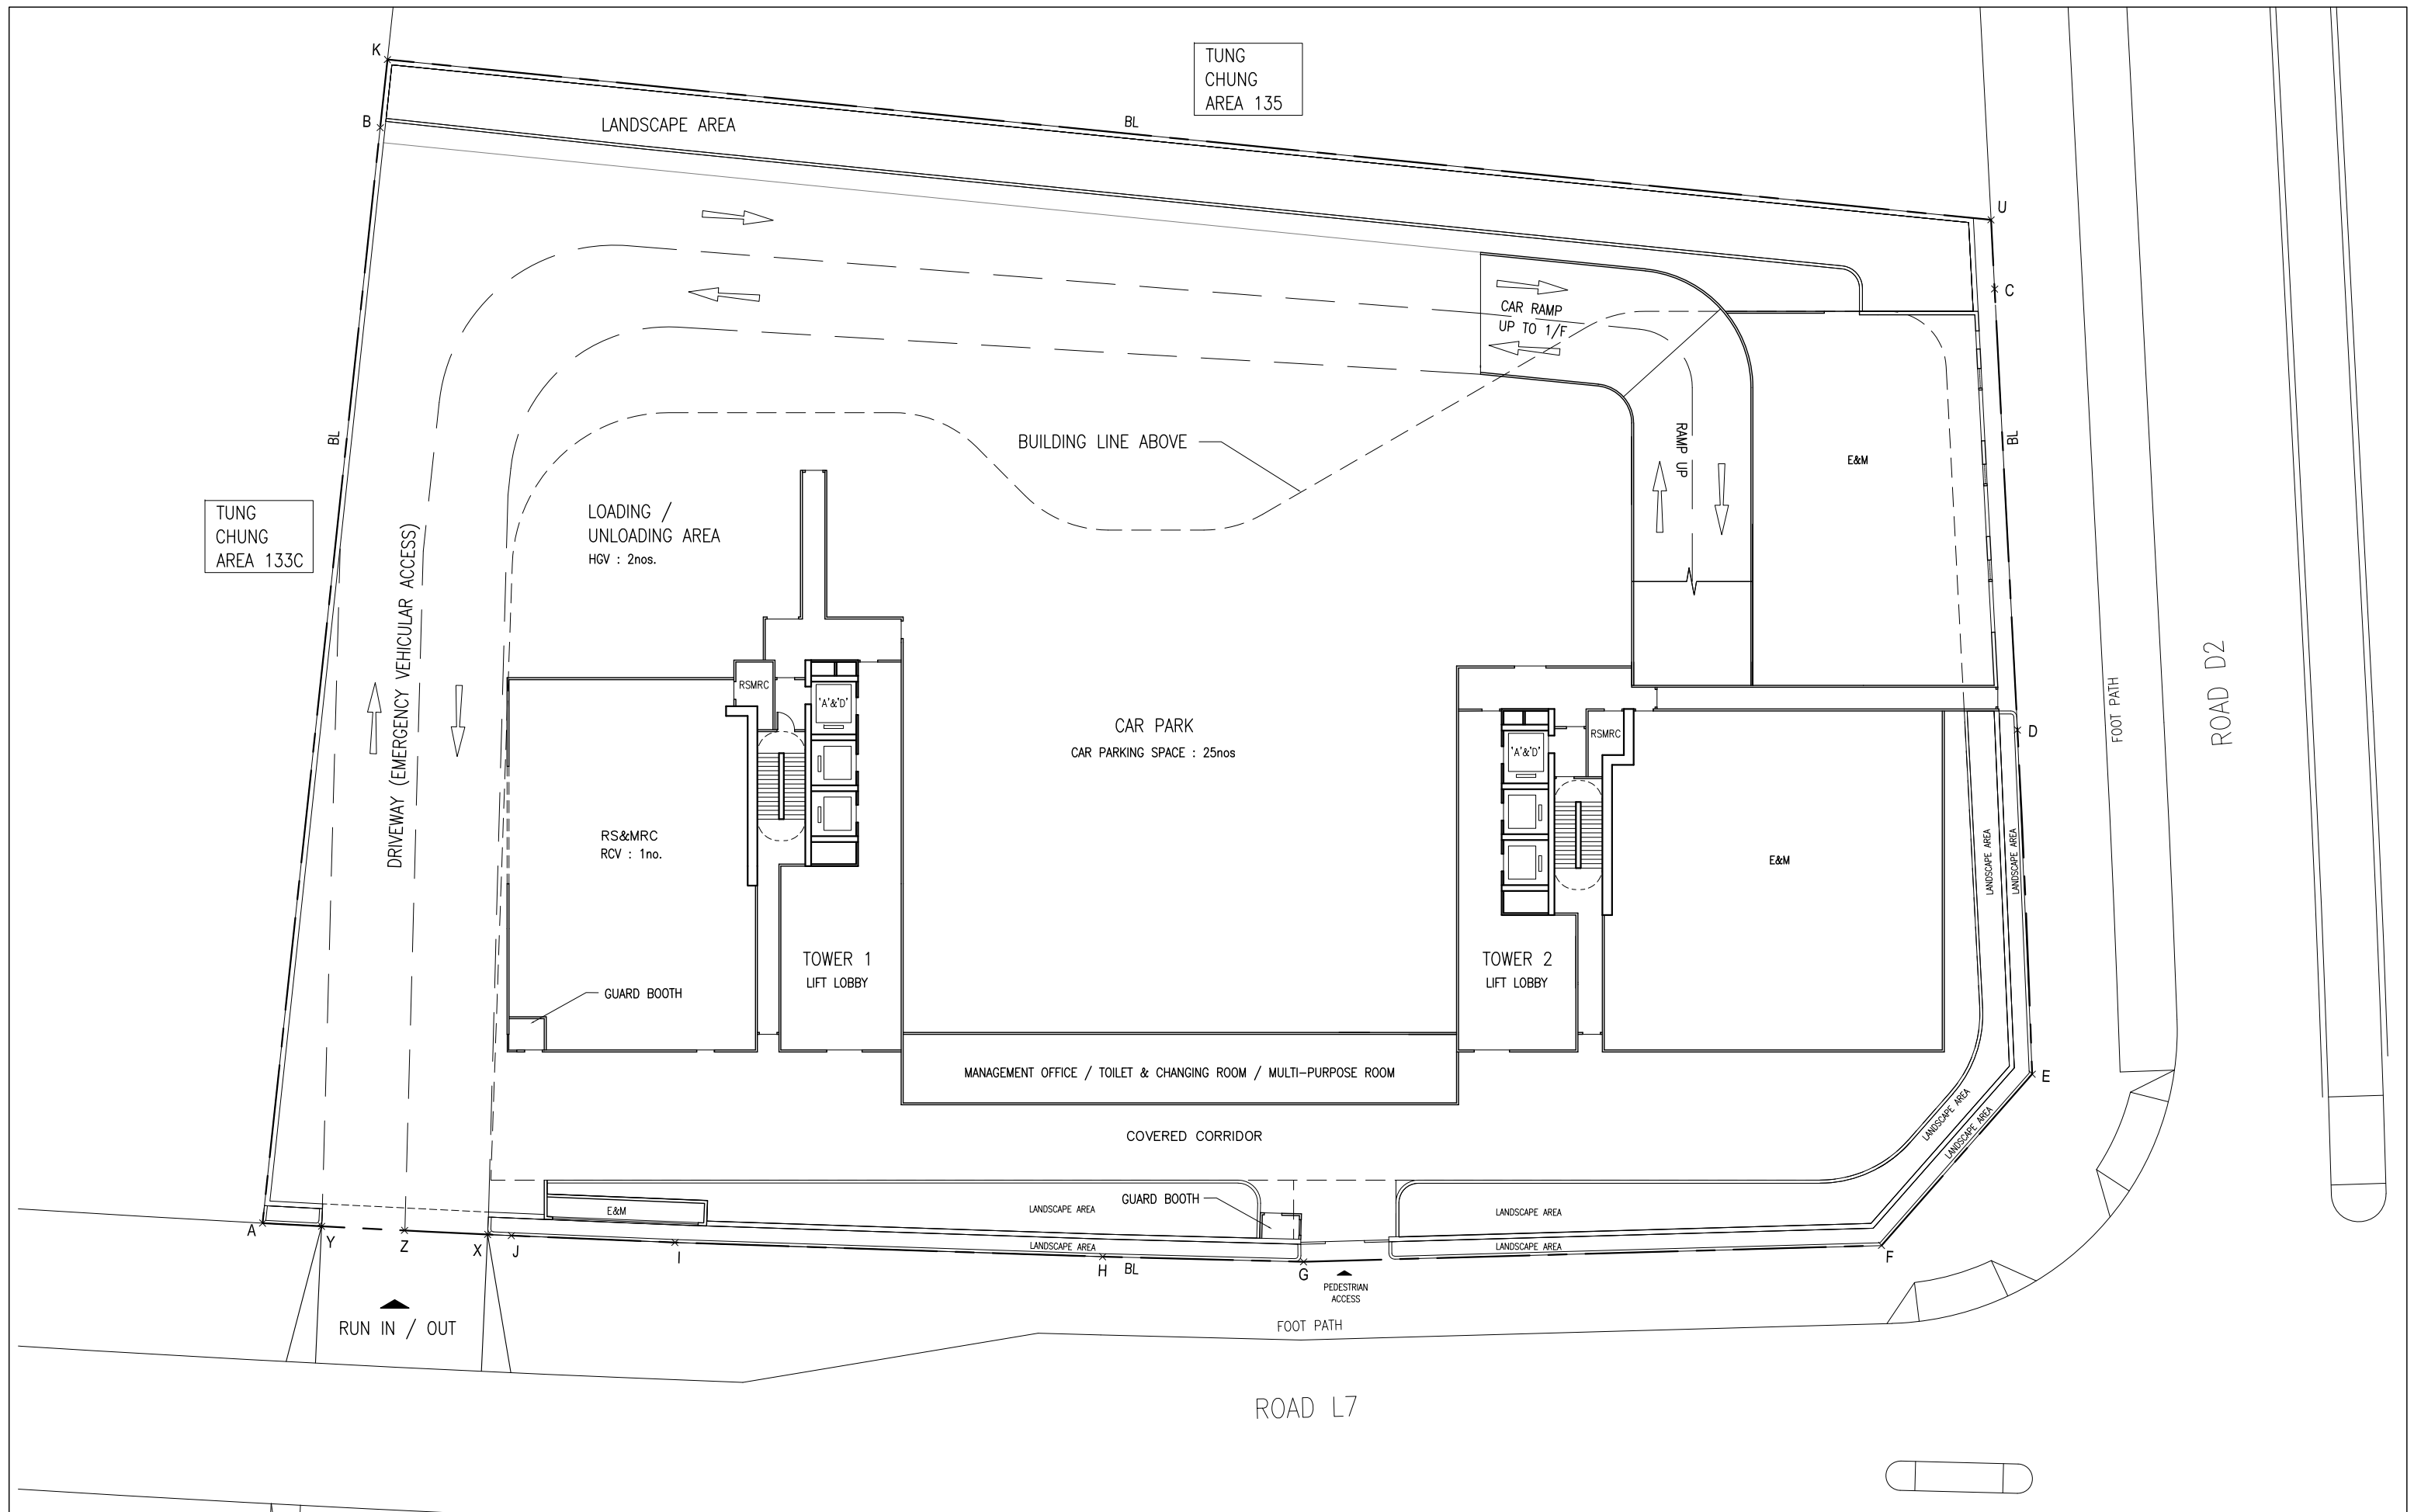 K
TUNG
CHUNG
AREA 135
B
LANDSCAPE AREA
BL
U
C
CAR RAMP
UP TO 1/F
BL
BUILDING LINE ABOVE
RAMP UP
BL
E&M
TUNG
CHUNG
AREA 133C
LOADING /
UNLOADING AREA
HGV : 2nos.
DRIVEWAY (EMERGENCY VEHICULAR ACCESS)
RSMRC
'A'&'D'
CAR PARK
CAR PARKING SPACE : 25nos
'A'&'D'
RSMRC
D
FOOT PATH
ROAD D2
RS&MRC
RCV : 1no.
E&M
LANDSCAPE AREA
LANDSCAPE AREA
TOWER 1
LIFT LOBBY
TOWER 2
LIFT LOBBY
GUARD BOOTH
MANAGEMENT OFFICE / TOILET & CHANGING ROOM / MULTI-PURPOSE ROOM
E
LANDSCAPE AREA
LANDSCAPE AREA
COVERED CORRIDOR
GUARD BOOTH
E&M
LANDSCAPE AREA
LANDSCAPE AREA
A
Y
Z
X
J
I
LANDSCAPE AREA
LANDSCAPE AREA
H
BL
G
F
PEDESTRIAN
ACCESS
RUN IN / OUT
FOOT PATH
ROAD L7